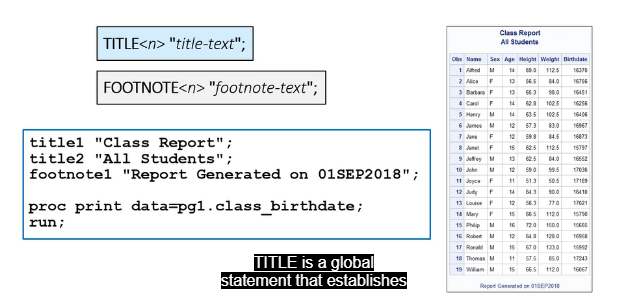 TITLE<n> "title-text";
FOOTNOTE<n> "footnote-text";
title1 "Class Report";
title2 "All Students";
footnote1 "Report Generated on 01SEP2018";
proc print data=pg1.class_birthdate;
run;
TITLE is a global
statement that establishes
Class Report
All Students
Obs Name Sex Age Height Weight Birthdate
1 Alfred M 14 69.0 112.5 16370
2 Alice F 13 56.5 84.0 16756
3 Barbara F 13 65.3 98.0 16451
4 Carol F 14 62.8 102.5 16256
5 Henry M 14 63.5 102.5 16406
6 James M 12 57.3 83.0 16967
7 Jane F 12 59.8 84.5 16873
8 Janet F 15 62.5 112.5 15797
9 Jeffrey M 13 62.5 84.0 16552
10 John M 12 59.0 99.5 17036
11 Joyce F 11 51.3 50.5 17169
12 Judy F 14 64.3 90.0 16418
13 Louise F 12 56.3 77.0 17021
14 Mary F 15 66.5 112.0 15790
15 Philip M 16 72.0 150.0 15665
16 Robert M 12 64.8 128.0 16958
17 Ronald M 15 67.0 133.0 15992
18 Thomas M 11 57.5 85.0 17243
19 William M 15 66.5 112.0 16067
Report Generated on 01SEP2018